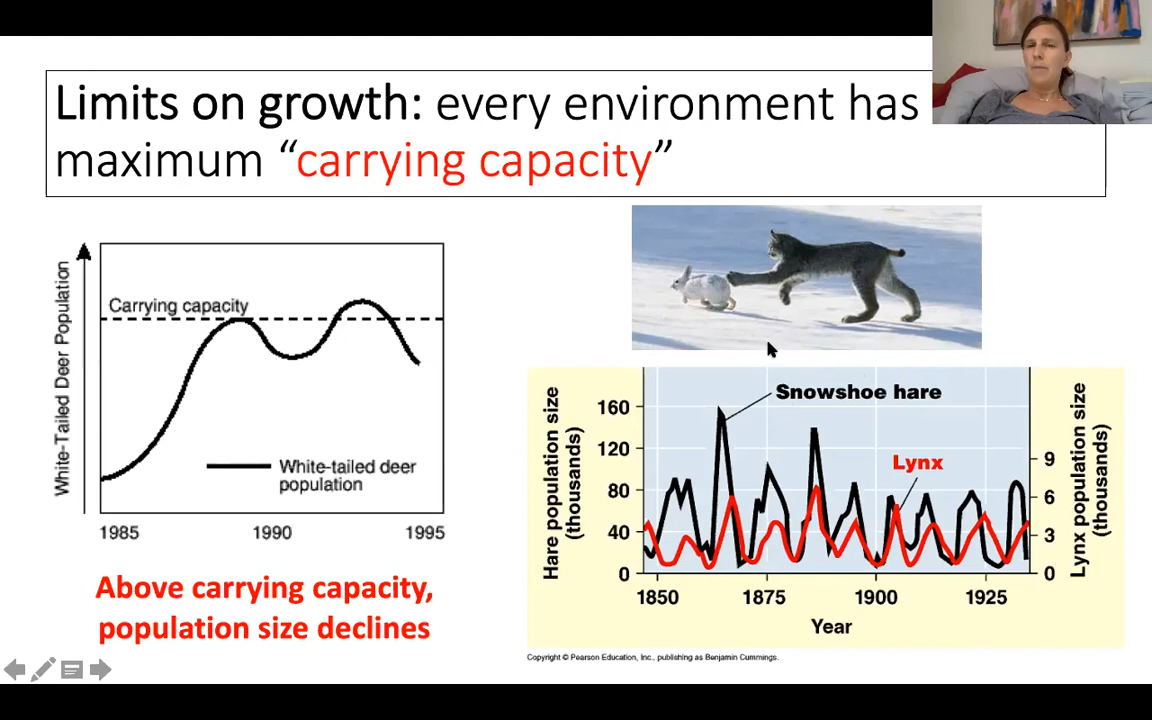 Limits on growth: every environment has
maximum “carrying capacity”
White-Tailed Deer Population
Carrying capacity
White-tailed deer
population
1985 1990 1995
Above carrying capacity,
population size declines
Hare population size
(thousands)
160
120
80
40
0
Snowshoe hare
Lynx
9
6
3
0
Lynx population size
(thousands)
1850 1875 1900 1925
Year
Copyright © Pearson Education, Inc., publishing as Benjamin Cummings.